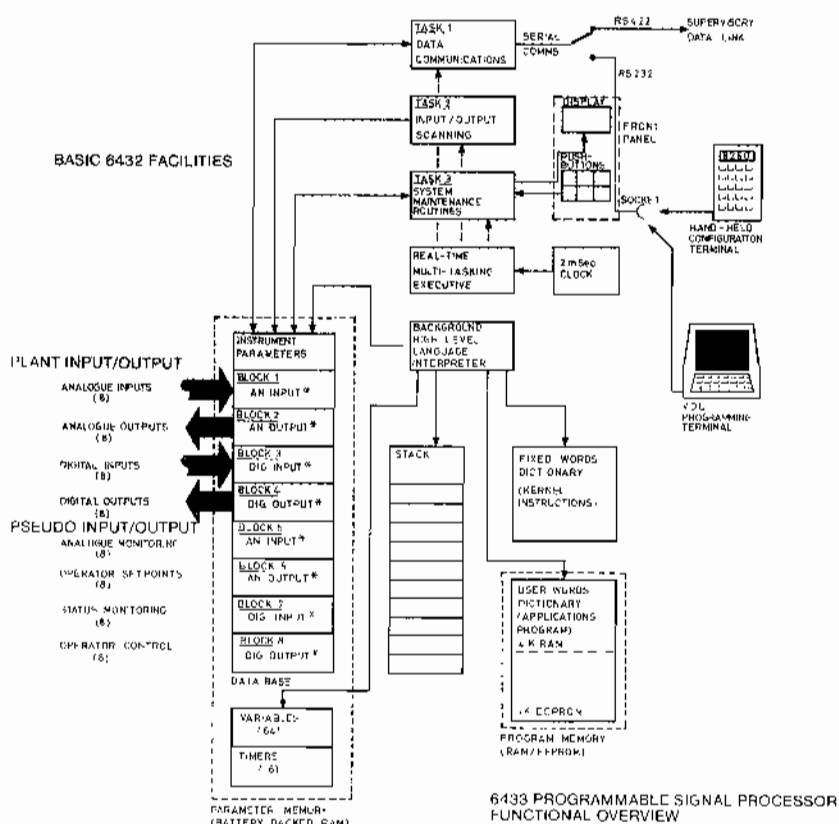 TASK 1
DATA
COMMUNICATIONS
SERIAL
COMMS
RS422
SUPERVISORY
DATA LINK
RS232
TASK 2
INPUT/OUTPUT
SCANNING
DISPLAY
FRONT
PANEL
PUSH-
BUTTONS
BASIC 6432 FACILITIES
TASK 3
SYSTEM
MAINTENANCE
ROUTINES
SOCKET
8260
HAND-HELD
CONFIGURATION
TERMINAL
REAL-TIME
MULTI-TASKING
EXECUTIVE
2mSec
CLOCK
BACKGROUND
HIGH LEVEL
LANGUAGE
INTERPRETER
VDU
PROGRAMMING
TERMINAL
INSTRUMENT
PARAMETERS
PLANT INPUT/OUTPUT
ANALOGUE INPUTS
(8)
BLOCK 1
AN INPUT*
ANALOGUE OUTPUTS
(8)
BLOCK 2
AN OUTPUT*
DIGITAL INPUTS
(8)
BLOCK 3
DIG INPUT*
DIGITAL OUTPUTS
(8)
BLOCK 4
DIG OUTPUT*
PSEUDO INPUT/OUTPUT
ANALOGUE MONITORING
(8)
BLOCK 5
AN INPUT*
OPERATOR SETPOINTS
(8)
BLOCK
AN OUTPUT*
STATUS MONITORING
(8)
BLOCK 7
DIG INPUT*
OPERATOR CONTROL
(8)
BLOCK 8
DIG OUTPUT*
DATA BASE
STACK
FIXED WORDS
DICTIONARY
(KERNEL
INSTRUCTIONS)
USER WORDS
DICTIONARY
(APPLICATIONS
PROGRAM)
K RAM
K EEPROM
PROGRAM MEMORY
(RAM/EEPROM)
VARIABLES
(64)
TIMERS
PARAMETER MEMORY
(BATTERY BACKED RAM)
6433 PROGRAMMABLE SIGNAL PROCESSOR
FUNCTIONAL OVERVIEW